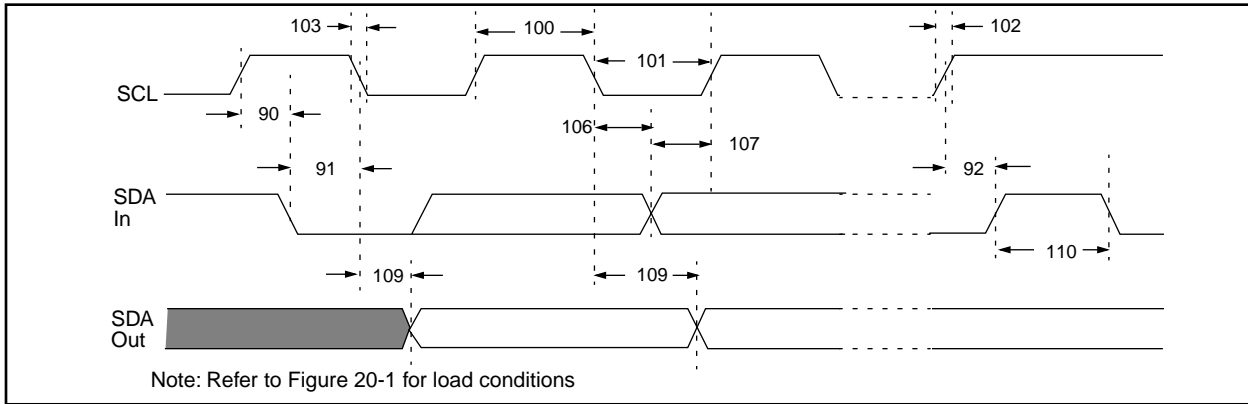 103
100
102
101
SCL
90
106
107
91
92
SDA
In
109
109
110
SDA
Out
Note: Refer to Figure 20-1 for load conditions